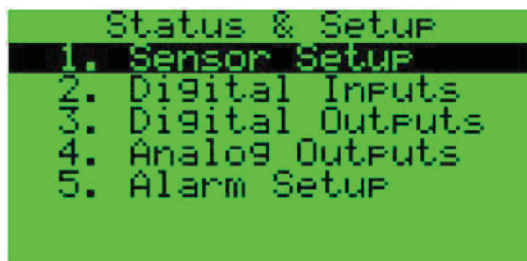 Status & Setup
1. Sensor Setup
2. Digital Inputs
3. Digital Outputs
4. Analog Outputs
5. Alarm Setup